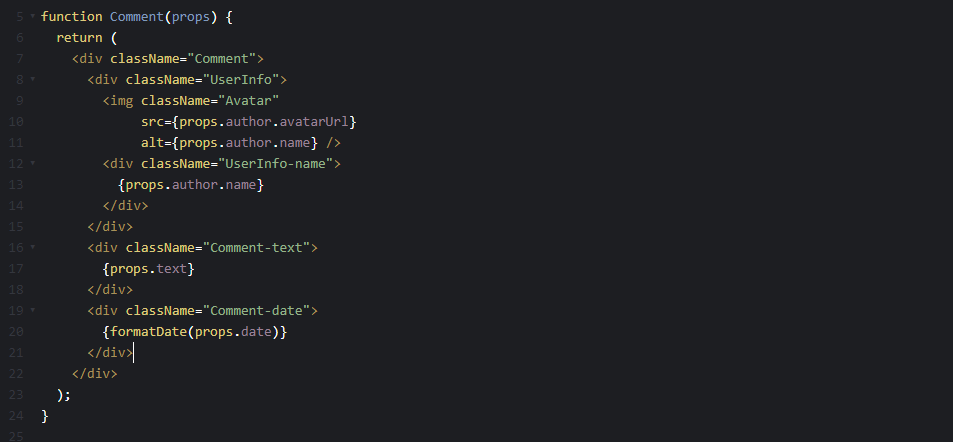 5 function Comment(props) {
6   return (
7     <div className="Comment">
8       <div className="UserInfo">
9         <img className="Avatar"
10              src={props.author.avatarUrl}
11              alt={props.author.name} />
12         <div className="UserInfo-name">
13           {props.author.name}
14         </div>
15       </div>
16       <div className="Comment-text">
17         {props.text}
18       </div>
19       <div className="Comment-date">
20         {formatDate(props.date)}
21       </div>
22     </div>
23   );
24 }
25